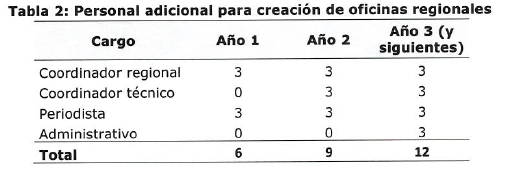 Tabla 2: Personal adicional para creación de oficinas regionales
Cargo Año 1 Año 2 Año 3 (y siguientes)
Coordinador regional 3 3 3
Coordinador técnico 0 3 3
Periodista 3 3 3
Administrativo 0 0 3
Total 6 9 12